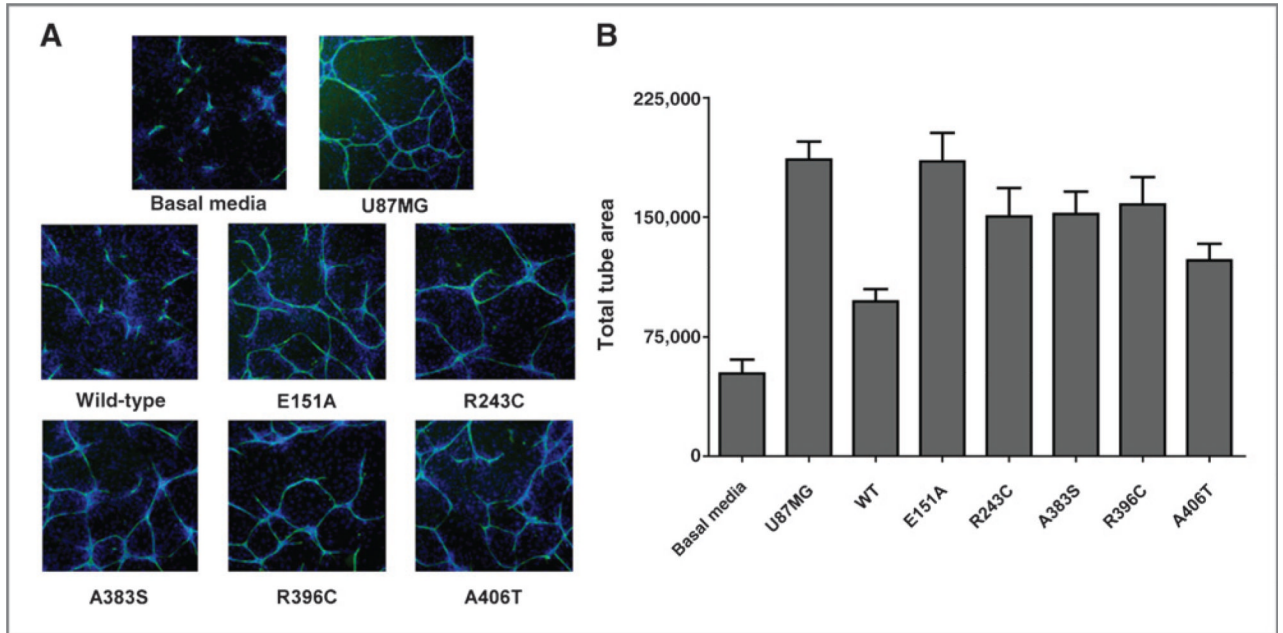 A
Basal media
U87MG
Wild-type
E151A
R243C
A383S
R396C
A406T
B
Total tube area
225,000
150,000
75,000
0
Basal media
U87MG
WT
E151A
R243C
A383S
R396C
A406T